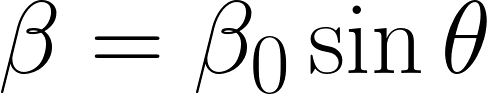 β = β₀ sin θ